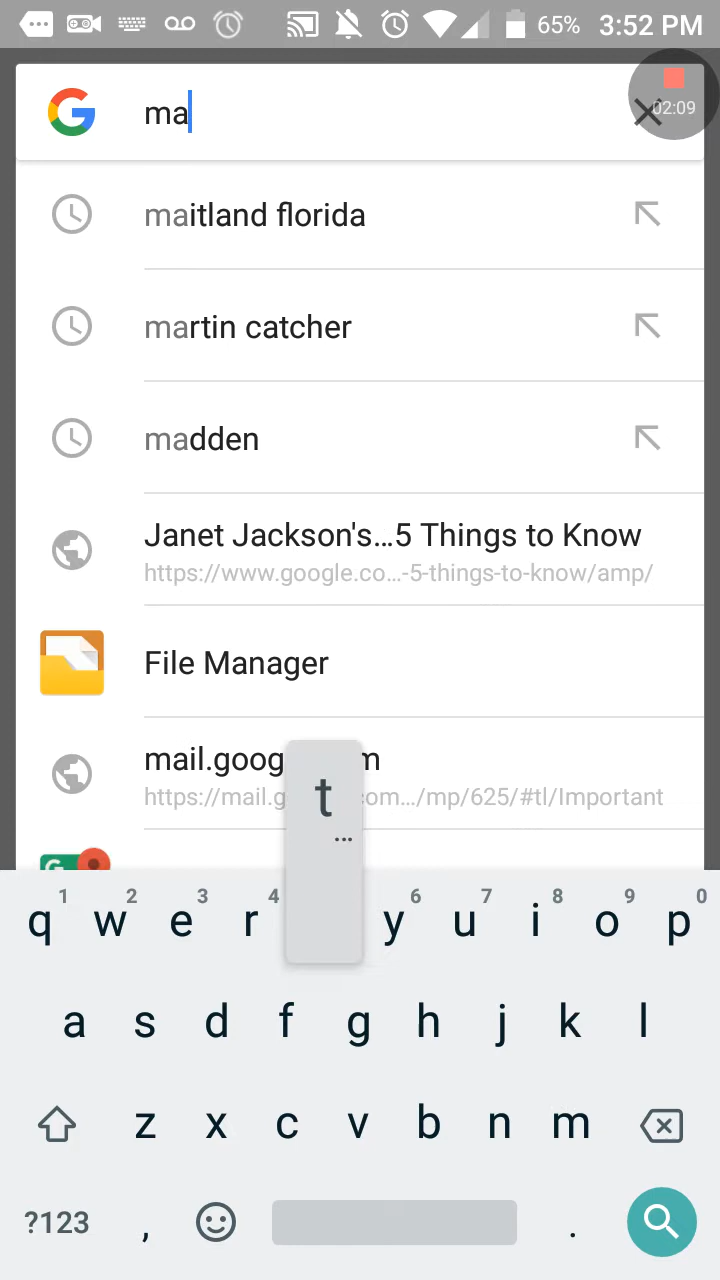 65% 3:52 PM
ma
02:09
maitland florida
martin catcher
madden
Janet Jackson's...5 Things to Know
https://www.google.co...-5-things-to-know/amp/
File Manager
mail.goog m
https://mail.g com.../mp/625/#tl/Important
t
...
1 2 3 4 6 7 8 9 0
q w e r y u i o p
a s d f g h j k l
z x c v b n m
?123 , .